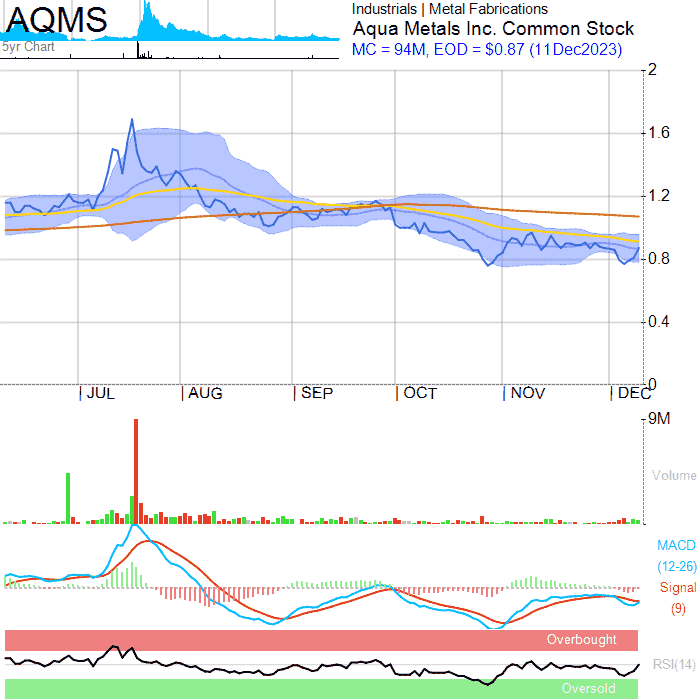 AQMS
5yr Chart
Industrials | Metal Fabrications
Aqua Metals Inc. Common Stock
MC = 94M, EOD = $0.87 (11Dec2023)
2
1.6
1.2
0.8
0.4
0
| JUL | AUG | SEP | OCT | NOV | DEC
9M
Volume
MACD
(12-26)
Signal
(9)
Overbought
RSI(14)
Oversold